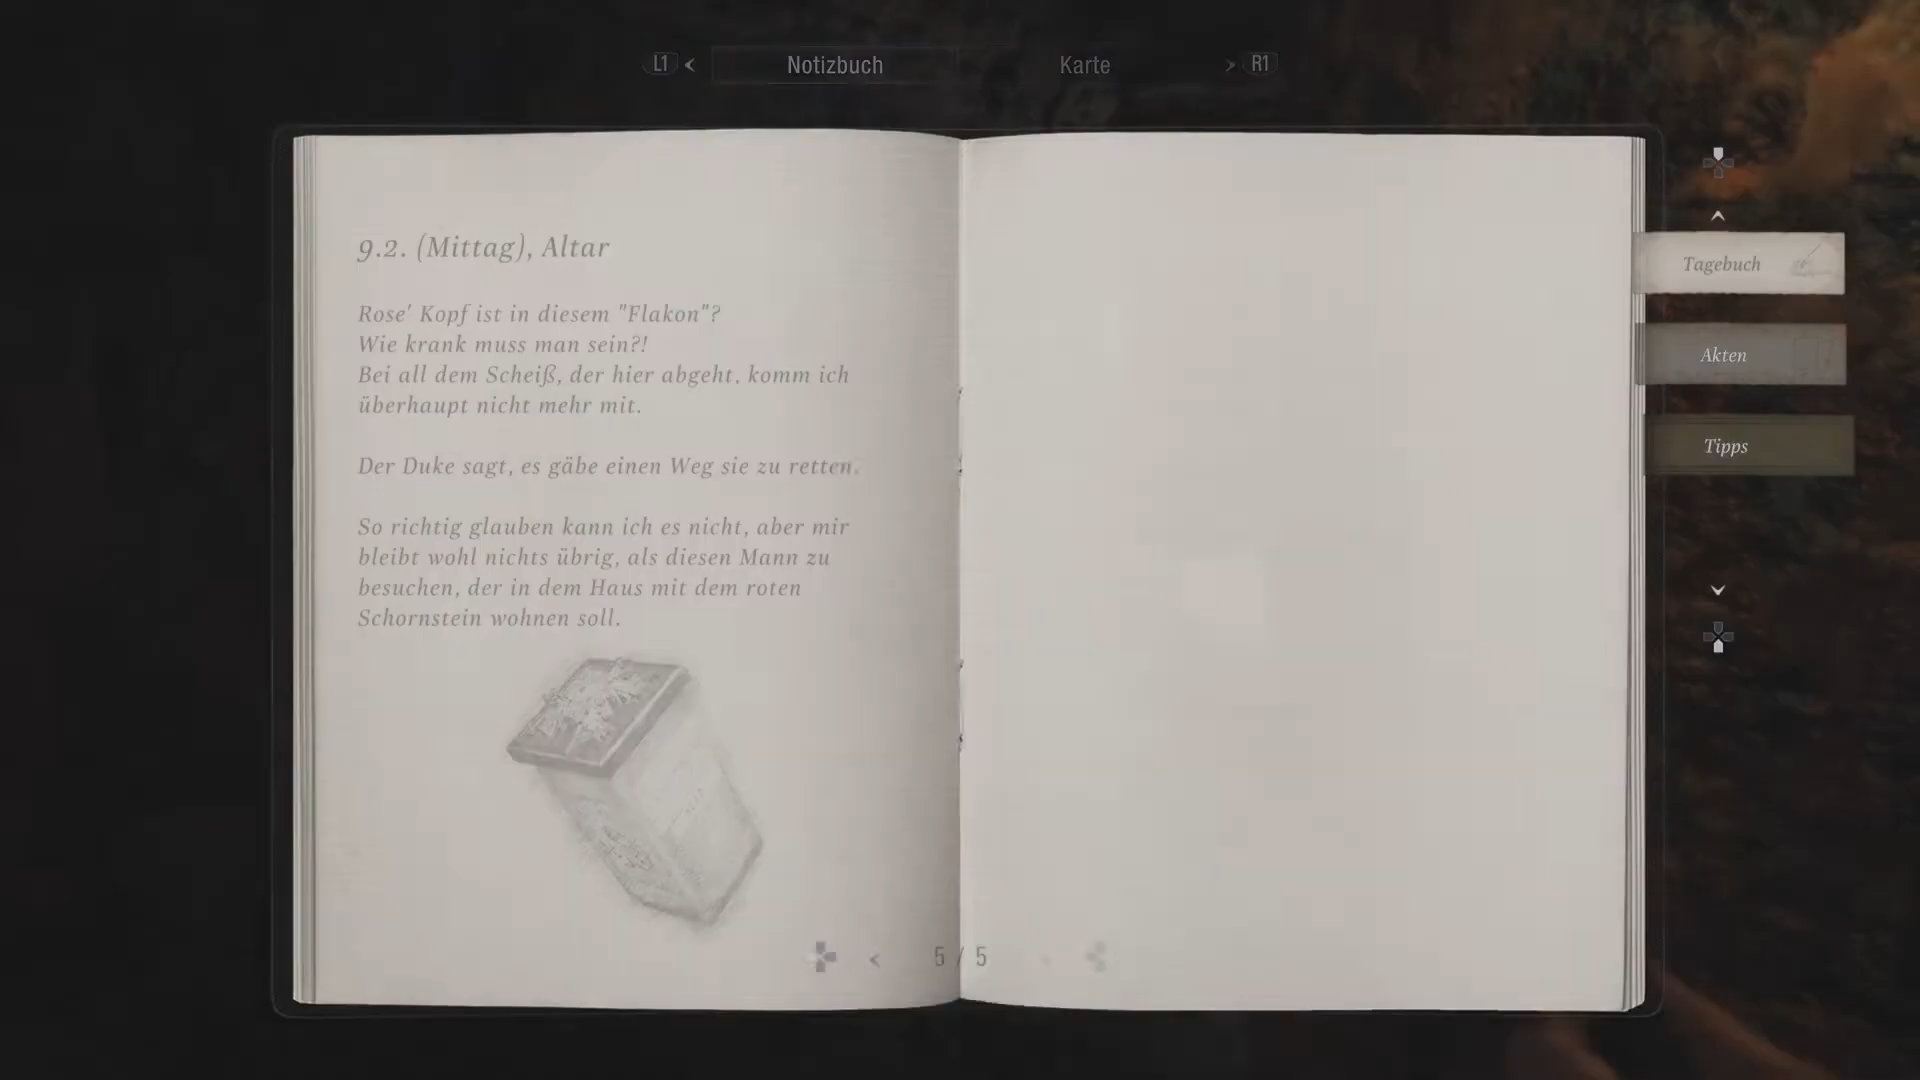 L1 Notizbuch Karte R1
9.2. (Mittag), Altar
Rose' Kopf ist in diesem "Flakon"?
Wie krank muss man sein?!
Bei all dem Scheiß, der hier abgeht, komm ich
überhaupt nicht mehr mit.
Der Duke sagt, es gäbe einen Weg sie zu retten.
So richtig glauben kann ich es nicht, aber mir
bleibt wohl nichts übrig, als diesen Mann zu
besuchen, der in dem Haus mit dem roten
Schornstein wohnen soll.
5 / 5
Tagebuch
Akten
Tipps